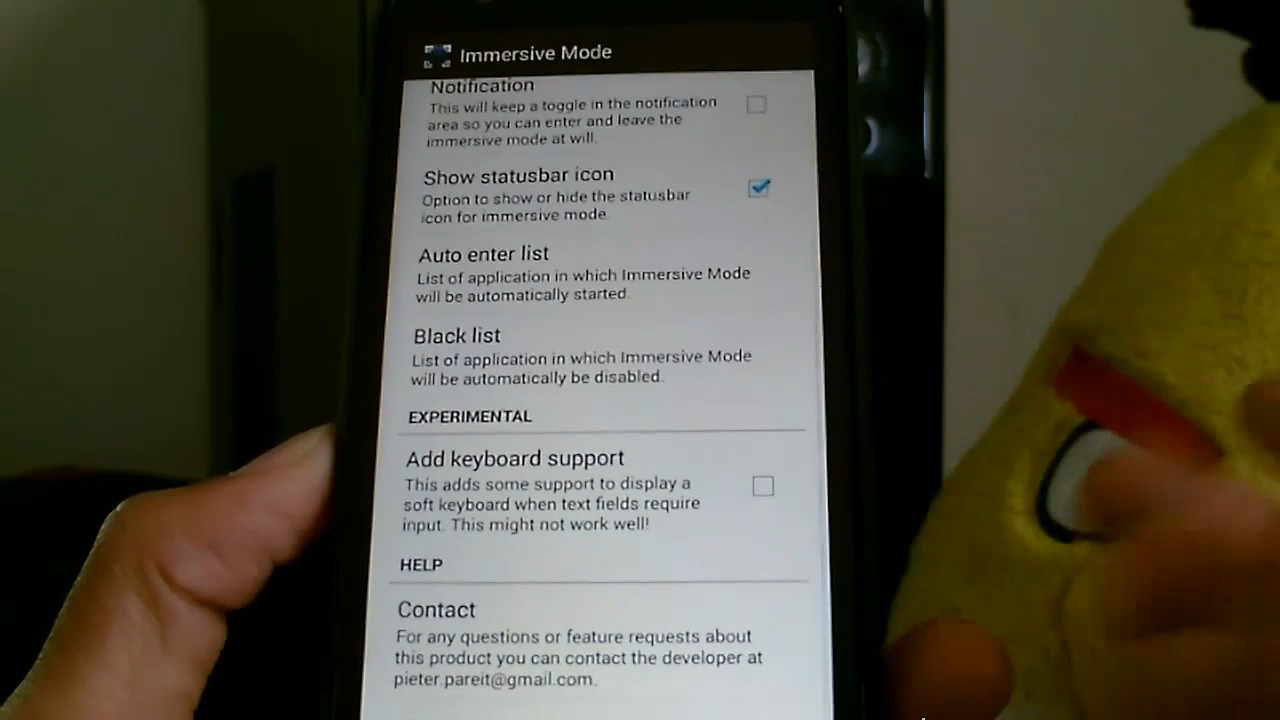 Immersive Mode
Notification
This will keep a toggle in the notification
area so you can enter and leave the
immersive mode at will.
Show statusbar icon
Option to show or hide the statusbar
icon for immersive mode.
Auto enter list
List of application in which Immersive Mode
will be automatically started.
Black list
List of application in which Immersive Mode
will be automatically be disabled.
EXPERIMENTAL
Add keyboard support
This adds some support to display a
soft keyboard when text fields require
input. This might not work well!
HELP
Contact
For any questions or feature requests about
this product you can contact the developer at
pieter.pareit@gmail.com.